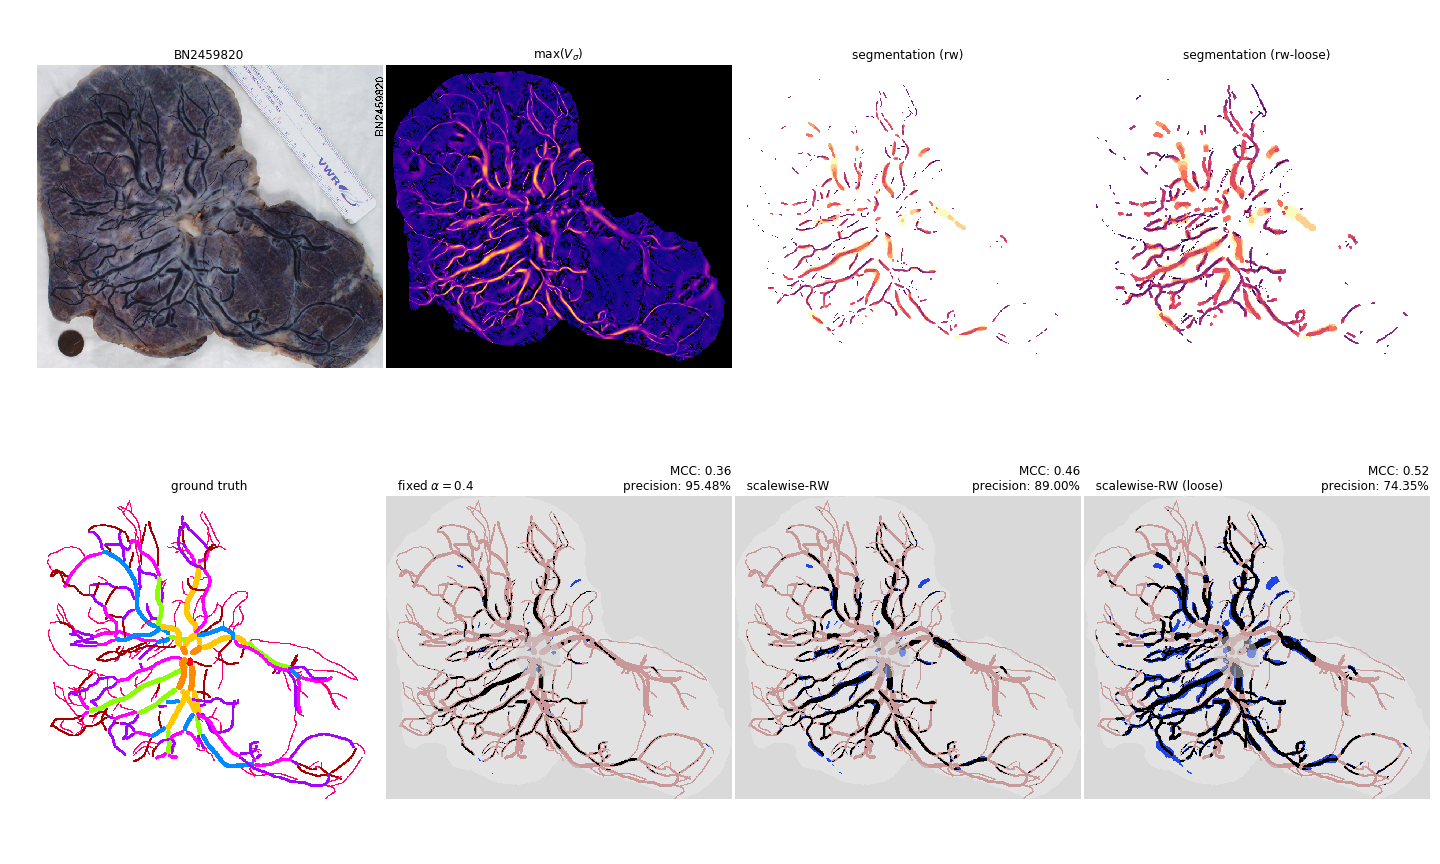 BN2459820
max(Vσ)
segmentation (rw)
segmentation (rw-loose)
BN2459820
VWR
ground truth
fixed α = 0.4
MCC: 0.36
precision: 95.48%
scalewise-RW
MCC: 0.46
precision: 89.00%
scalewise-RW (loose)
MCC: 0.52
precision: 74.35%